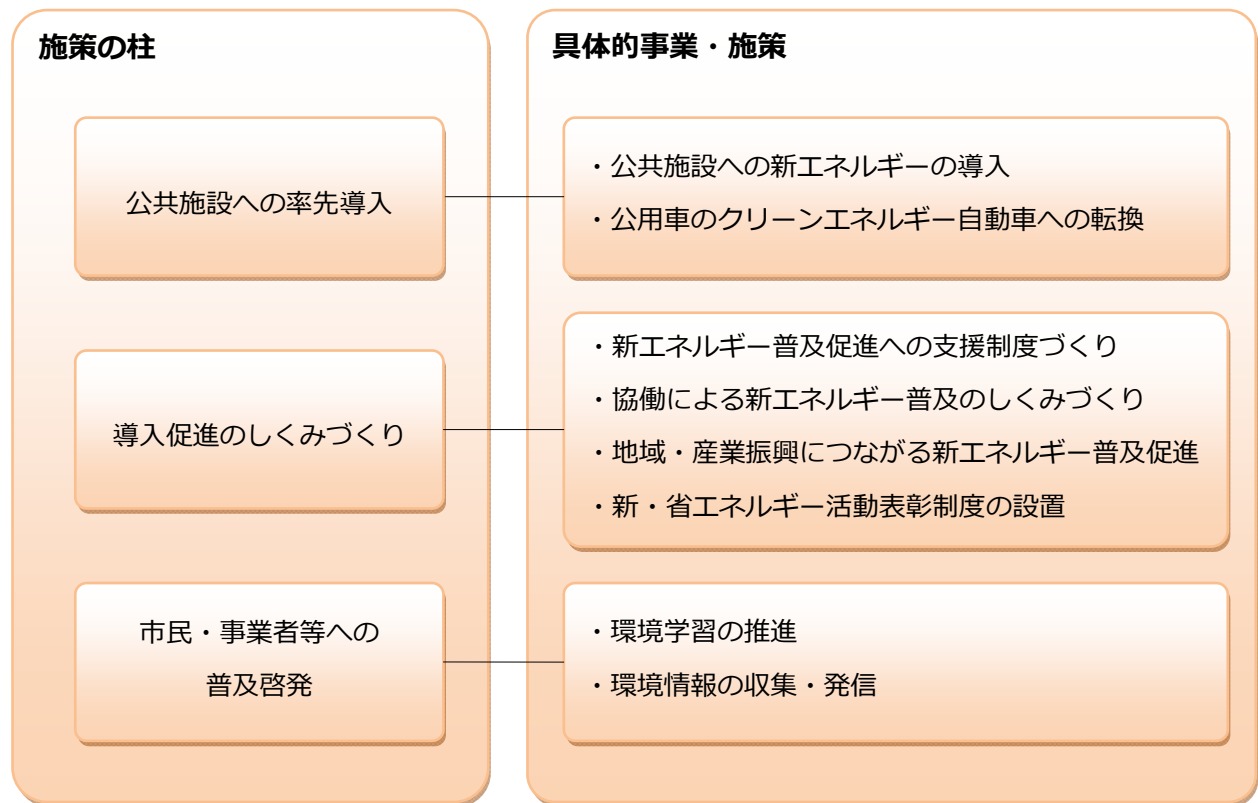 施策の柱
具体的事業・施策
公共施設への率先導入
・公共施設への新エネルギーの導入
・公用車のクリーンエネルギー自動車への転換
導入促進のしくみづくり
・新エネルギー普及促進への支援制度づくり
・協働による新エネルギー普及のしくみづくり
・地域・産業振興につながる新エネルギー普及促進
・新・省エネルギー活動表彰制度の設置
市民・事業者等への
普及啓発
・環境学習の推進
・環境情報の収集・発信